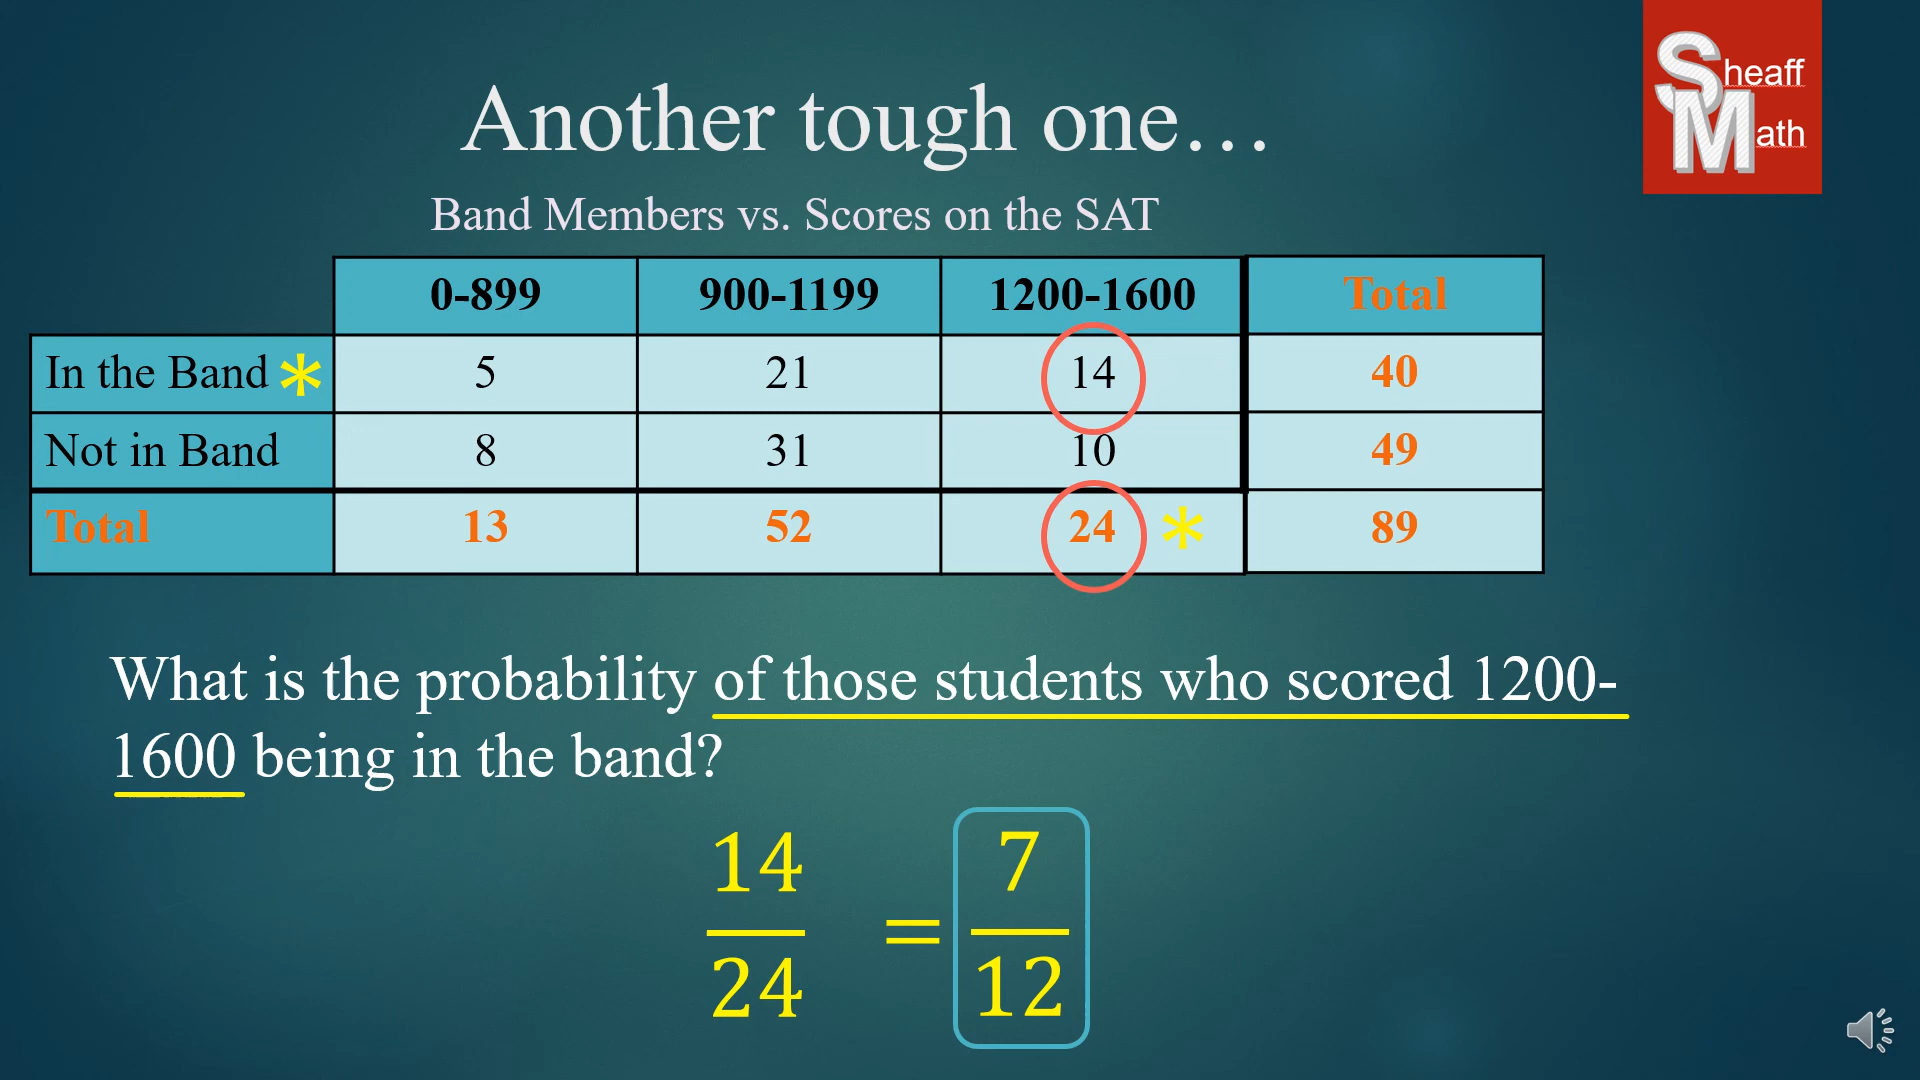 Sheaff
Math
Another tough one…
Band Members vs. Scores on the SAT
0-899 900-1199 1200-1600 Total
In the Band * 5 21 14 40
Not in Band 8 31 10 49
Total 13 52 24 * 89
What is the probability of those students who scored 1200-
1600 being in the band?
14 7
=
24 12